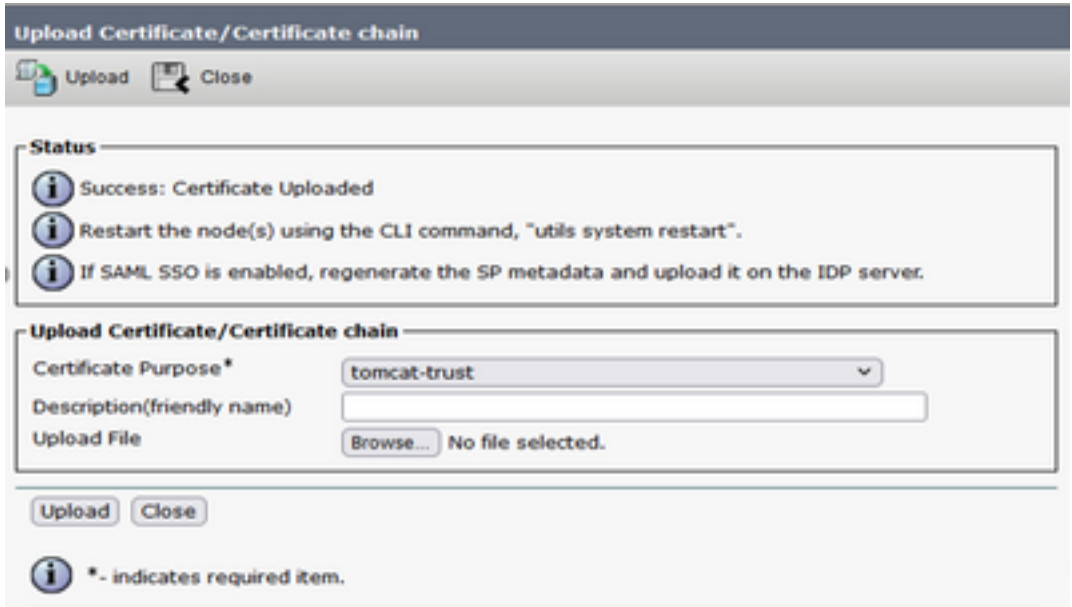 Upload Certificate/Certificate chain
Upload Close
Status
Success: Certificate Uploaded
Restart the node(s) using the CLI command, "utils system restart".
If SAML SSO is enabled, regenerate the SP metadata and upload it on the IDP server.
Upload Certificate/Certificate chain
Certificate Purpose* tomcat-trust
Description(friendly name)
Upload File Browse... No file selected.
Upload Close
*- indicates required item.